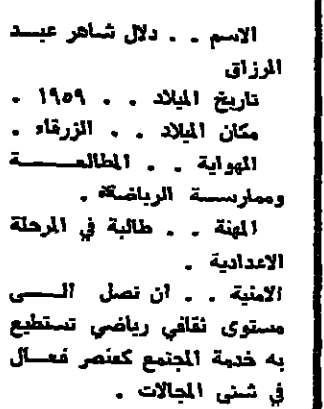 الاسم . . دلال شاهر عبد
الرزاق
تاريخ الميلاد . . ١٩٥٩ .
مكان الميلاد . . الزرقاء .
الهواية . . المطالعة
وممارسة الرياضة .
المهنة . . طالبة في المرحلة
الاعدادية .
الامنية . . ان تصل الى
مستوى ثقافي رياضي تستطيع
به خدمة المجتمع كعنصر فعال
في شتى المجالات .